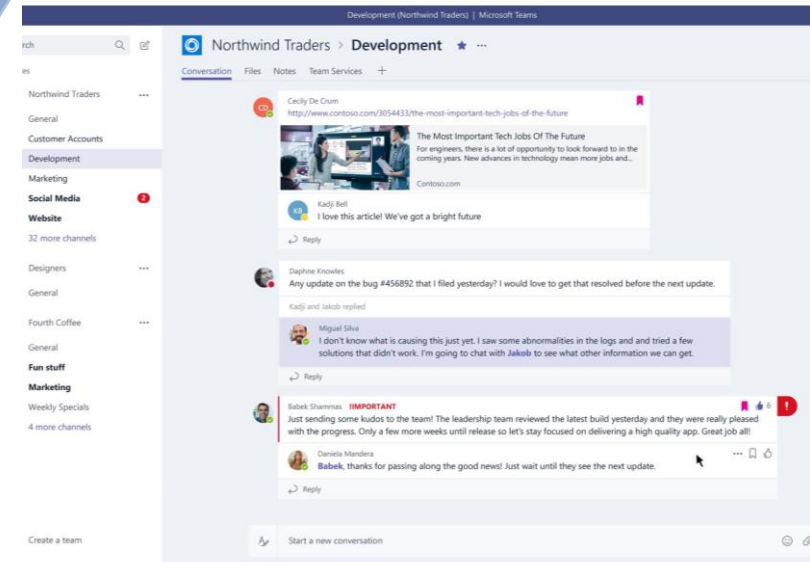 Development (Northwind Traders) | Microsoft Teams
rch
es
Northwind Traders ...
General
Customer Accounts
Development
Marketing
Social Media 2
Website
32 more channels
Designers ...
General
Fourth Coffee ...
General
Fun stuff
Marketing
Weekly Specials
4 more channels
Create a team
Northwind Traders > Development ★ ...
Conversation Files Notes Team Services +
CD
Cecily De Crum
http://www.contoso.com/3054433/the-most-important-tech-jobs-of-the-future
The Most Important Tech Jobs Of The Future
For engineers, there is a lot of opportunity to look forward to in the
coming years. New advances in technology mean more jobs and...
Contoso.com
KB
Kadji Bell
I love this article! We've got a bright future
Reply
Daphne Knowles
Any update on the bug #456892 that I filed yesterday? I would love to get that resolved before the next update.
Kadji and Jakob replied
Miguel Silva
I don't know what is causing this just yet. I saw some abnormalities in the logs and and tried a few
solutions that didn't work. I'm going to chat with Jakob to see what other information we can get.
Reply
Babek Shammas !IMPORTANT 6 !
Just sending some kudos to the team! The leadership team reviewed the latest build yesterday and they were really pleased
with the progress. Only a few more weeks until release so let's stay focused on delivering a high quality app. Great job all!
Daniela Mandera ...
Babek, thanks for passing along the good news! Just wait until they see the next update.
Reply
Start a new conversation